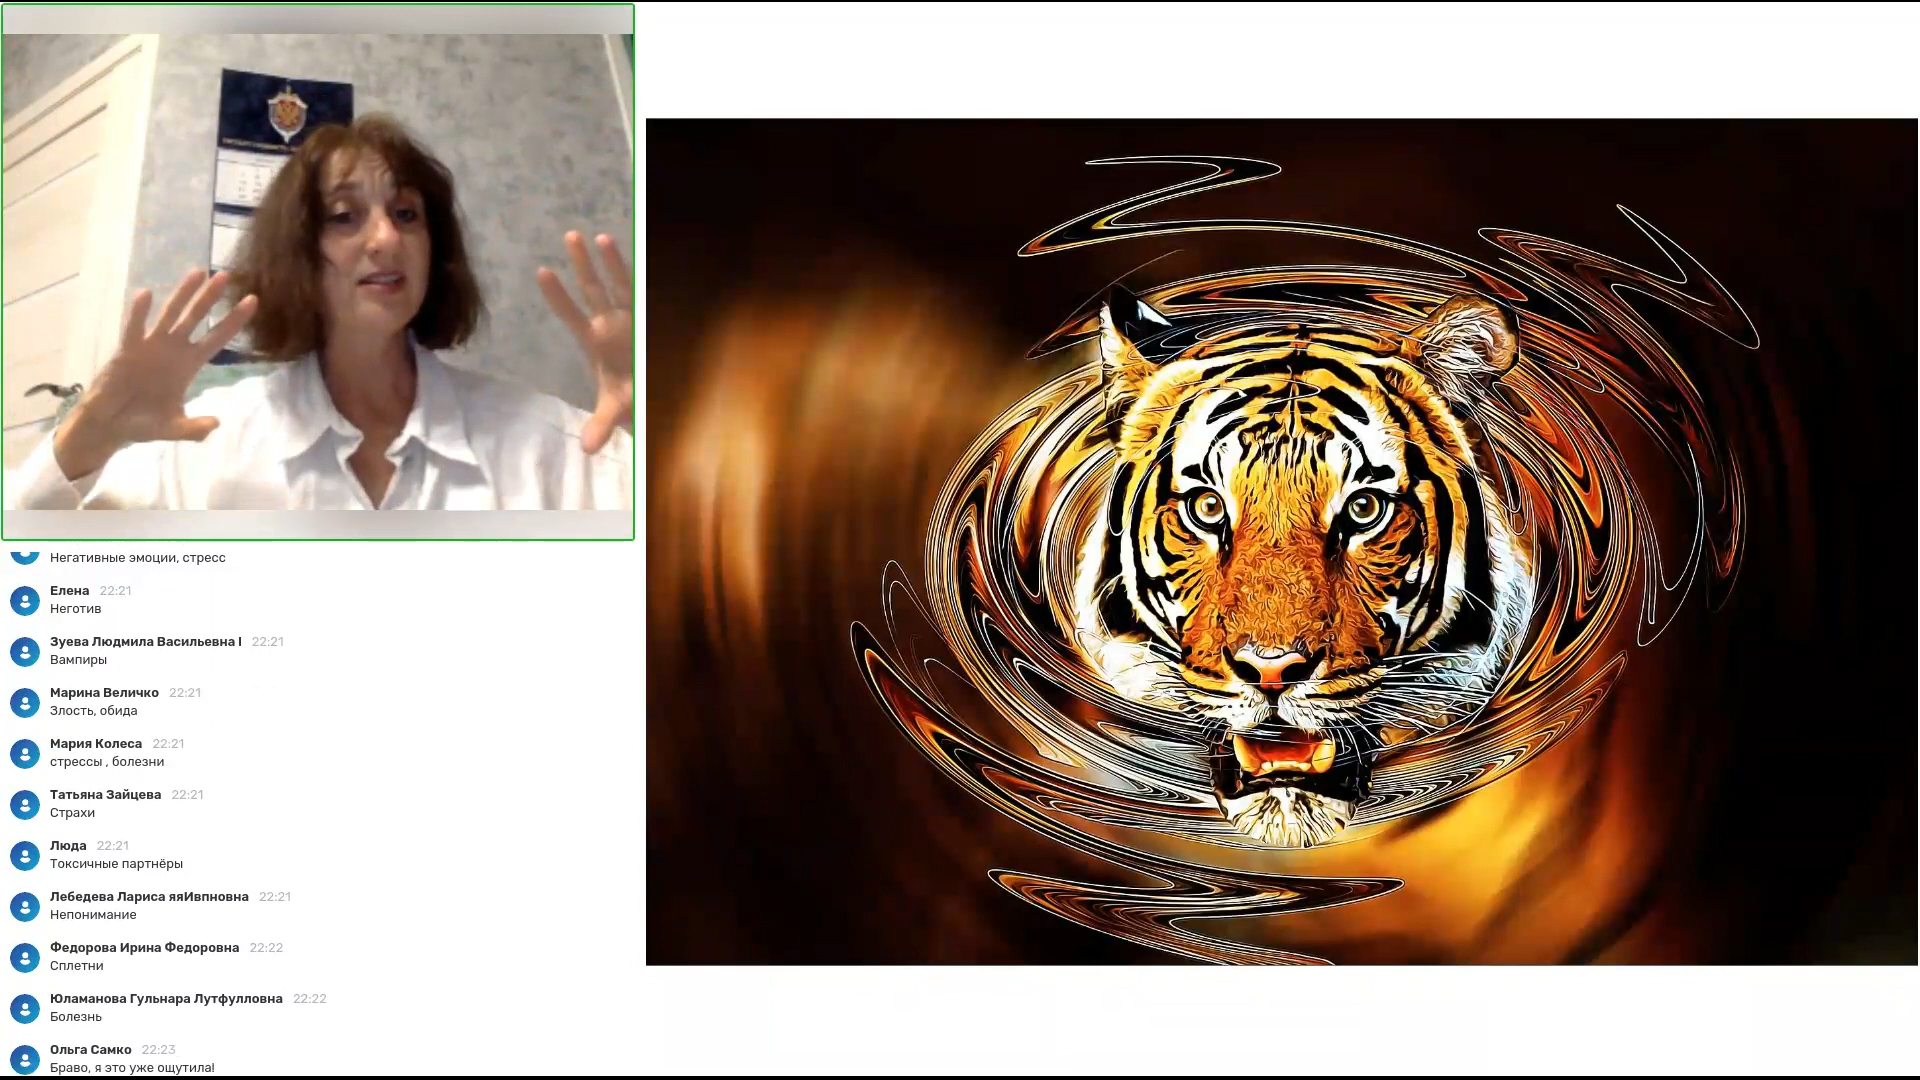 Негативные эмоции, стресс
Елена 22:21
Неготив
Зуева Людмила Васильевна I 22:21
Вампиры
Марина Величко 22:21
Злость, обида
Мария Колеса 22:21
стрессы , болезни
Татьяна Зайцева 22:21
Страхи
Люда 22:21
Токсичные партнёры
Лебедева Лариса яяИвпновна 22:21
Непонимание
Федорова Ирина Федоровна 22:22
Сплетни
Юламанова Гульнара Лутфулловна 22:22
Болезнь
Ольга Самко 22:23
Браво, я это уже ощутила!